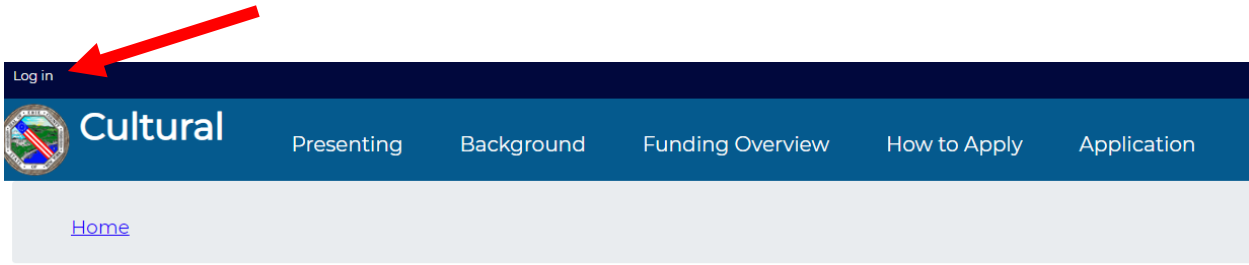 Log in
Cultural
Presenting Background Funding Overview How to Apply Application
Home